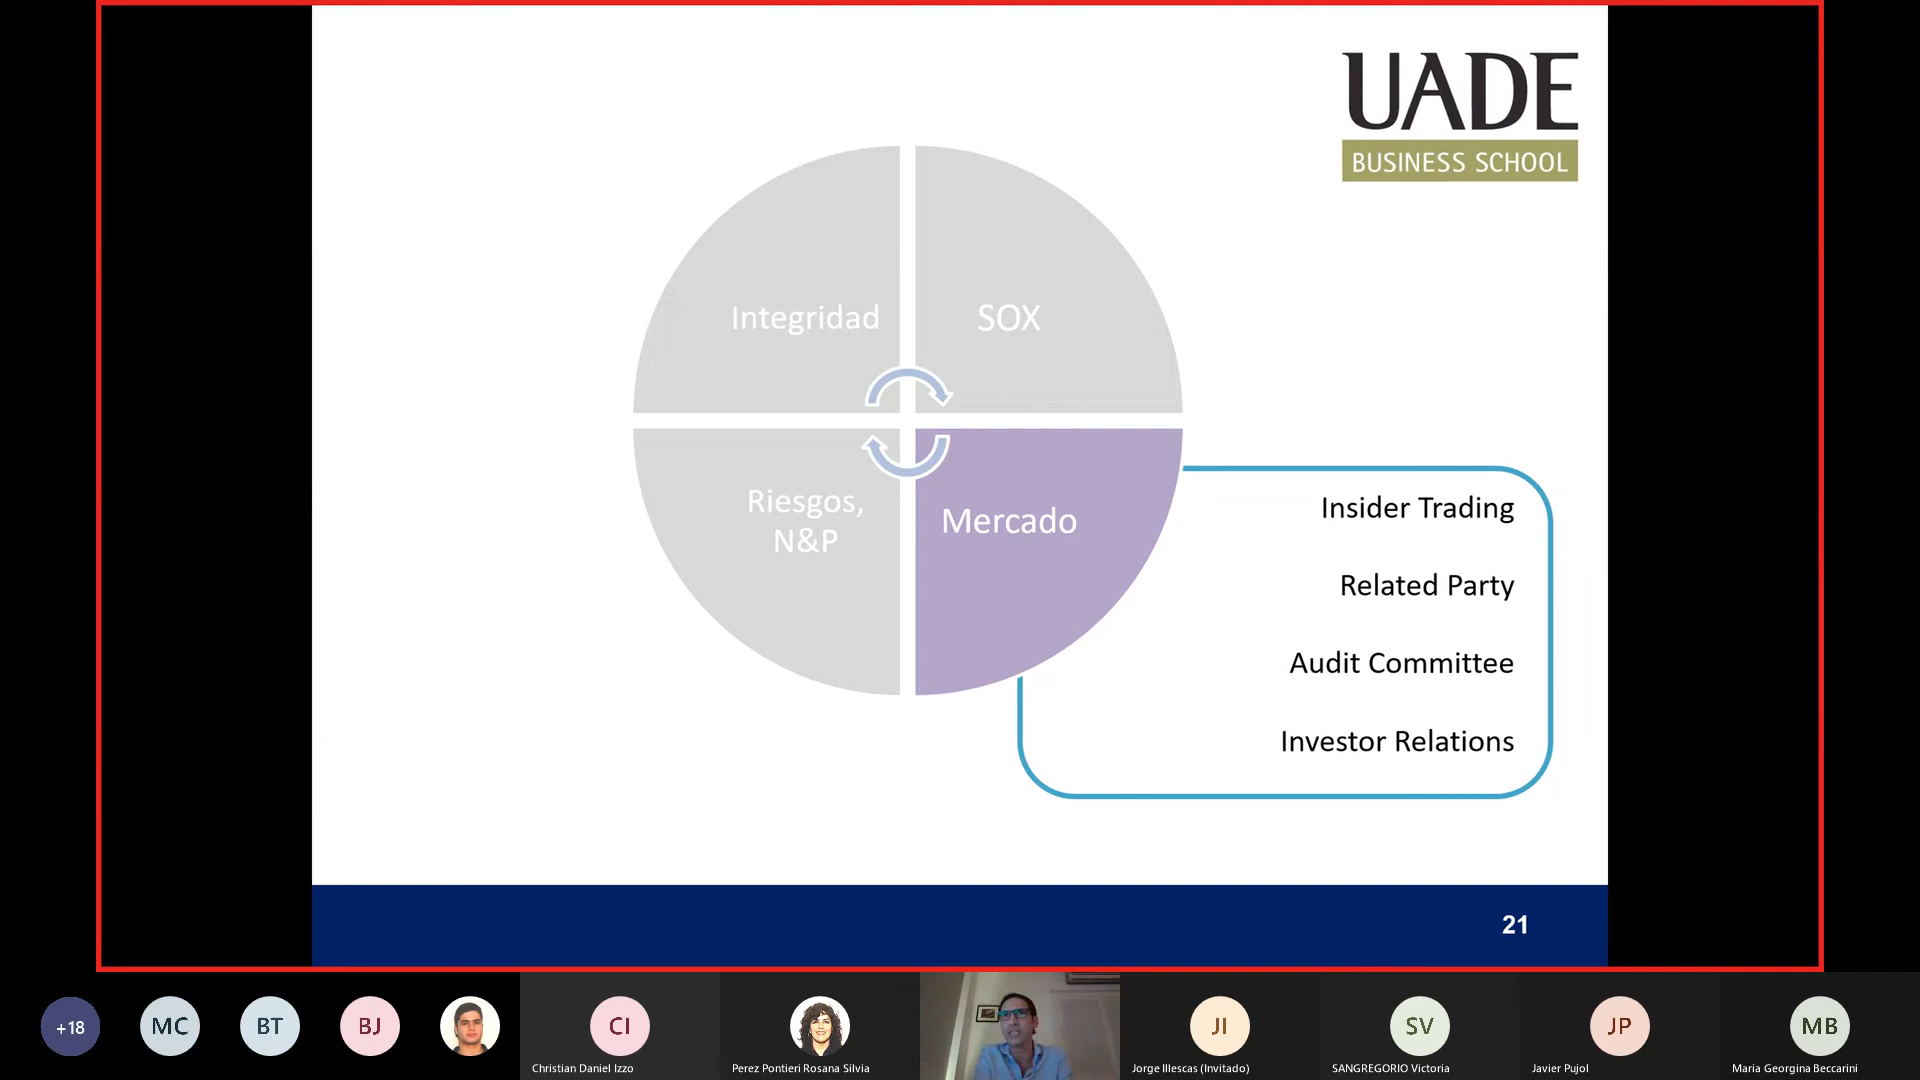 UADE
BUSINESS SCHOOL
Integridad
SOX
Riesgos,
N&P
Mercado
Insider Trading
Related Party
Audit Committee
Investor Relations
21
+18
MC
BT
BJ
CI
Christian Daniel Izzo
Perez Pontieri Rosana Silvia
JI
Jorge Illescas (Invitado)
SV
SANGREGORIO Victoria
JP
Javier Pujol
MB
Maria Georgina Beccarini